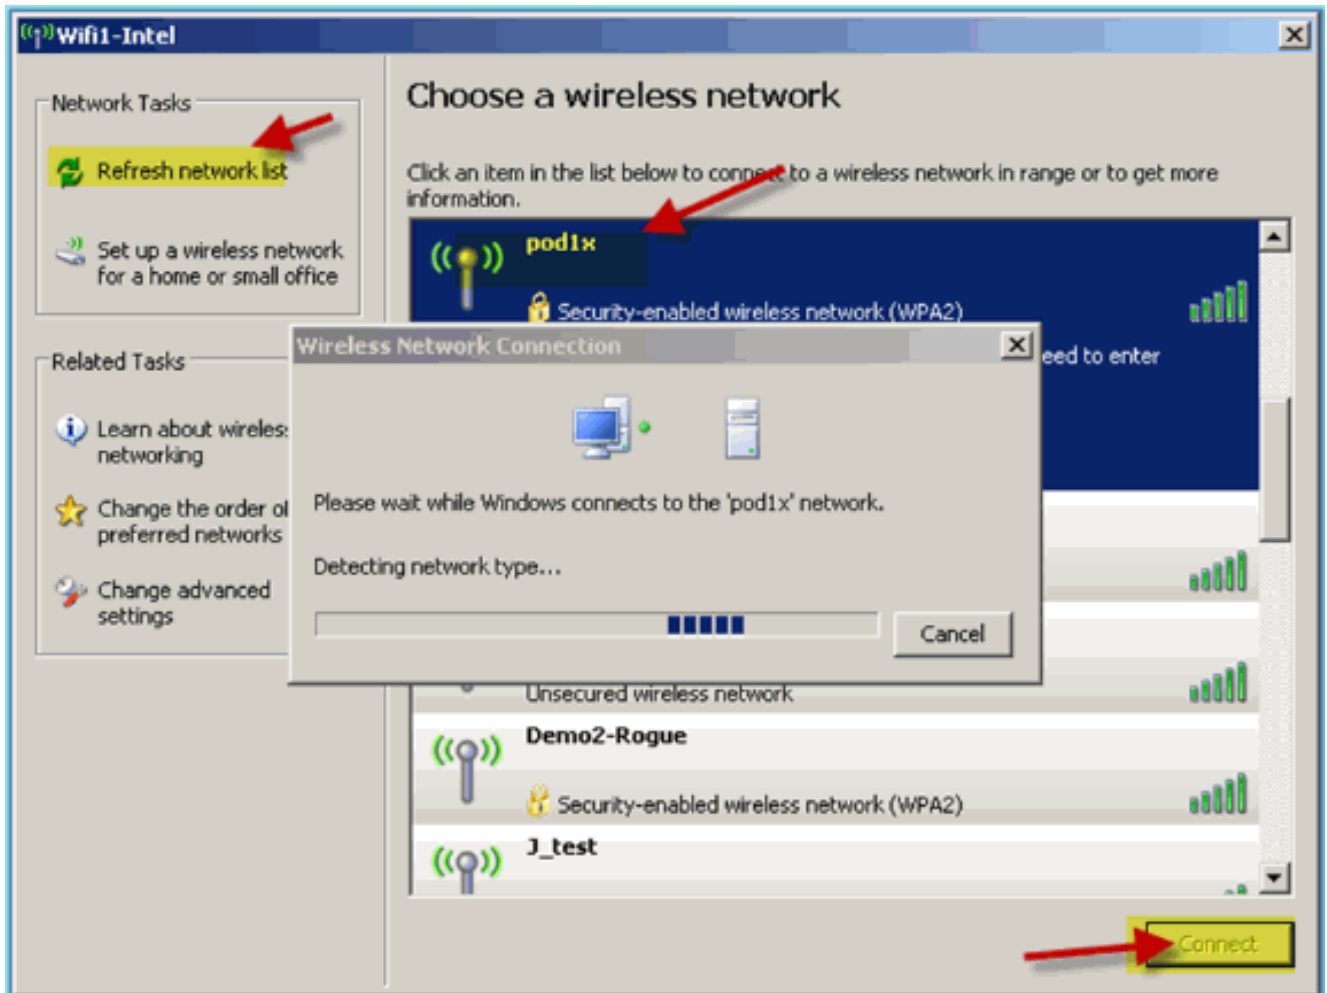 Wifi1-Intel
Network Tasks
Refresh network list
Set up a wireless network
for a home or small office
Related Tasks
Learn about wireless
networking
Change the order of
preferred networks
Change advanced
settings
Choose a wireless network
Click an item in the list below to connect to a wireless network in range or to get more
information.
pod1x
Security-enabled wireless network (WPA2)
eed to enter
Wireless Network Connection
Please wait while Windows connects to the 'pod1x' network.
Detecting network type...
Cancel
Unsecured wireless network
Demo2-Rogue
Security-enabled wireless network (WPA2)
J_test
Connect